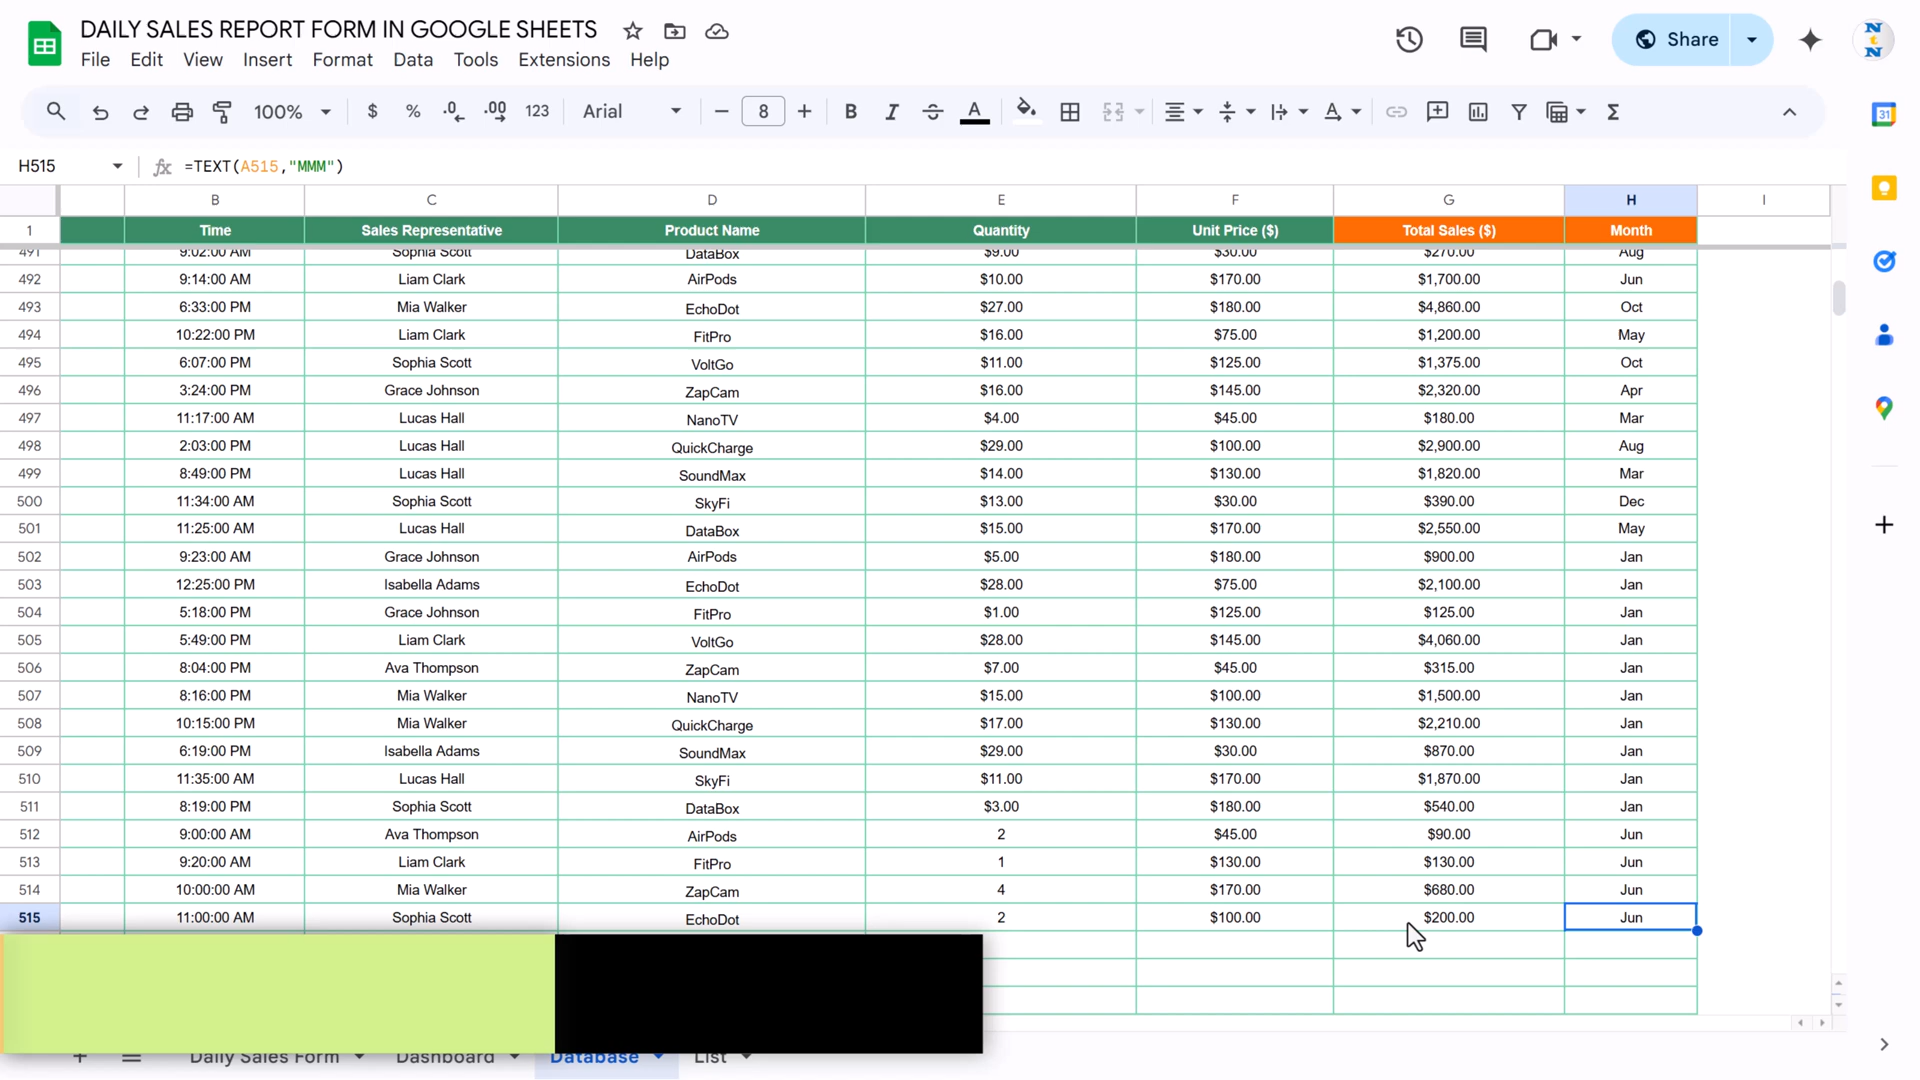 DAILY SALES REPORT FORM IN GOOGLE SHEETS
File Edit View Insert Format Data Tools Extensions Help
Share
100% $ % .0 .00 123 Arial 8 B I A Σ
H515 fx =TEXT(A515,"MMM")
B C D E F G H I
1 Time Sales Representative Product Name Quantity Unit Price ($) Total Sales ($) Month
491 9:02:00 AM Sophia Scott DataBox $9.00 $30.00 $270.00 Aug
492 9:14:00 AM Liam Clark AirPods $10.00 $170.00 $1,700.00 Jun
493 6:33:00 PM Mia Walker EchoDot $27.00 $180.00 $4,860.00 Oct
494 10:22:00 PM Liam Clark FitPro $16.00 $75.00 $1,200.00 May
495 6:07:00 PM Sophia Scott VoltGo $11.00 $125.00 $1,375.00 Oct
496 3:24:00 PM Grace Johnson ZapCam $16.00 $145.00 $2,320.00 Apr
497 11:17:00 AM Lucas Hall NanoTV $4.00 $45.00 $180.00 Mar
498 2:03:00 PM Lucas Hall QuickCharge $29.00 $100.00 $2,900.00 Aug
499 8:49:00 PM Lucas Hall SoundMax $14.00 $130.00 $1,820.00 Mar
500 11:34:00 AM Sophia Scott SkyFi $13.00 $30.00 $390.00 Dec
501 11:25:00 AM Lucas Hall DataBox $15.00 $170.00 $2,550.00 May
502 9:23:00 AM Grace Johnson AirPods $5.00 $180.00 $900.00 Jan
503 12:25:00 PM Isabella Adams EchoDot $28.00 $75.00 $2,100.00 Jan
504 5:18:00 PM Grace Johnson FitPro $1.00 $125.00 $125.00 Jan
505 5:49:00 PM Liam Clark VoltGo $28.00 $145.00 $4,060.00 Jan
506 8:04:00 PM Ava Thompson ZapCam $7.00 $45.00 $315.00 Jan
507 8:16:00 PM Mia Walker NanoTV $15.00 $100.00 $1,500.00 Jan
508 10:15:00 PM Mia Walker QuickCharge $17.00 $130.00 $2,210.00 Jan
509 6:19:00 PM Isabella Adams SoundMax $29.00 $30.00 $870.00 Jan
510 11:35:00 AM Lucas Hall SkyFi $11.00 $170.00 $1,870.00 Jan
511 8:19:00 PM Sophia Scott DataBox $3.00 $180.00 $540.00 Jan
512 9:00:00 AM Ava Thompson AirPods 2 $45.00 $90.00 Jun
513 9:20:00 AM Liam Clark FitPro 1 $130.00 $130.00 Jun
514 10:00:00 AM Mia Walker ZapCam 4 $170.00 $680.00 Jun
515 11:00:00 AM Sophia Scott EchoDot 2 $100.00 $200.00 Jun
Daily Sales Form Dashboard Database List